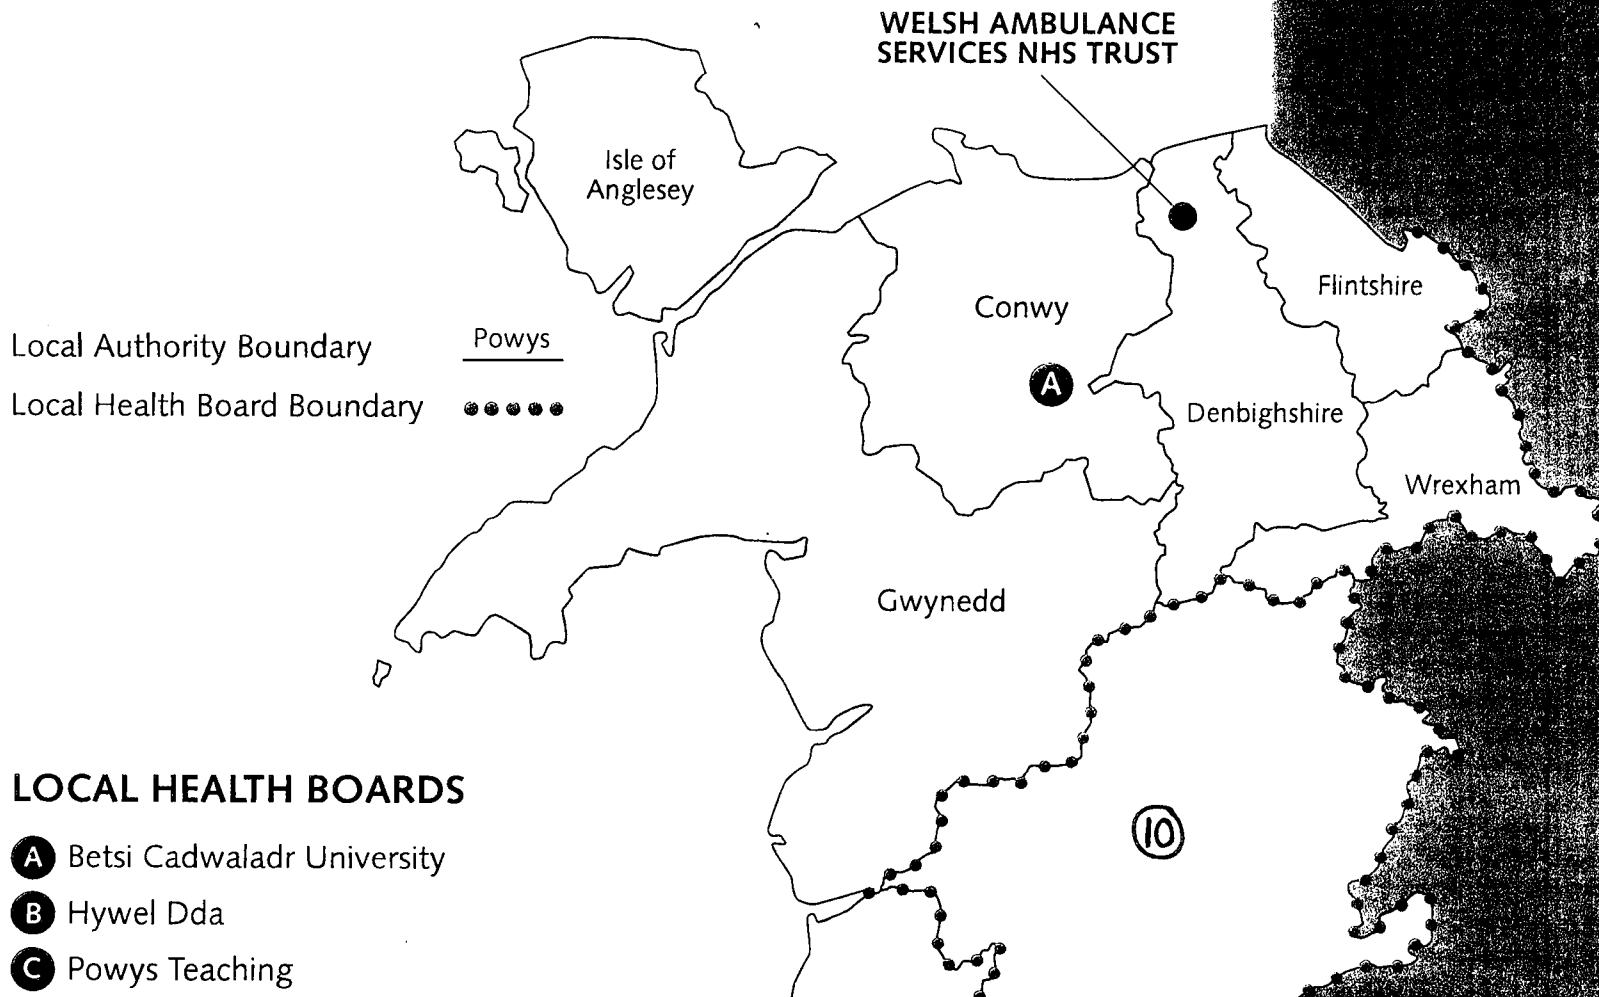 WELSH AMBULANCE
SERVICES NHS TRUST
Isle of
Anglesey
Flintshire
Conwy
Local Authority Boundary
Powys
A
Local Health Board Boundary
Denbighshire
Wrexham
Gwynedd
LOCAL HEALTH BOARDS
10
A Betsi Cadwaladr University
B Hywel Dda
C Powys Teaching